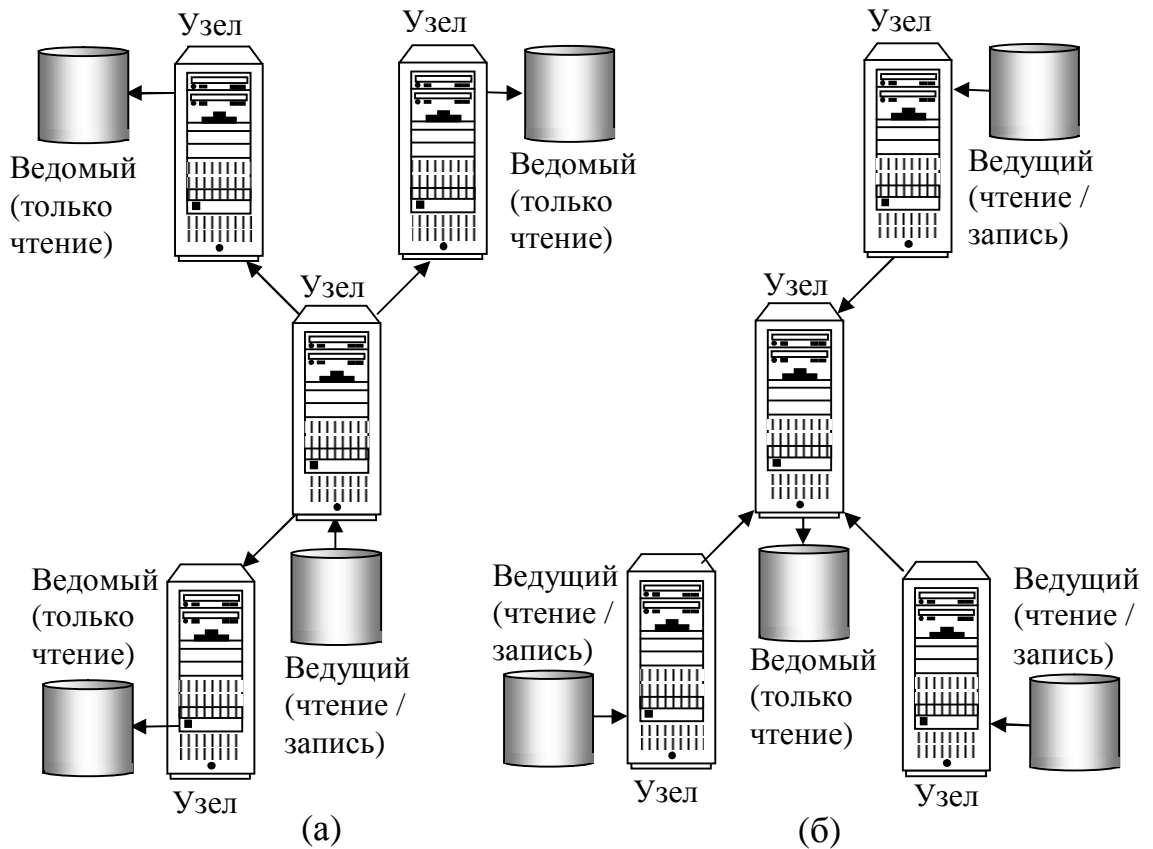 Узел
Ведомый
(только
чтение)
Узел
Ведомый
(только
чтение)
Узел
Ведомый
(только
чтение)
Узел
Ведущий
(чтение /
запись)
(а)
Узел
Ведущий
(чтение /
запись)
Узел
Ведущий
(чтение /
запись)
Узел
Ведомый
(только
чтение)
Ведущий
(чтение /
запись)
Узел
(б)